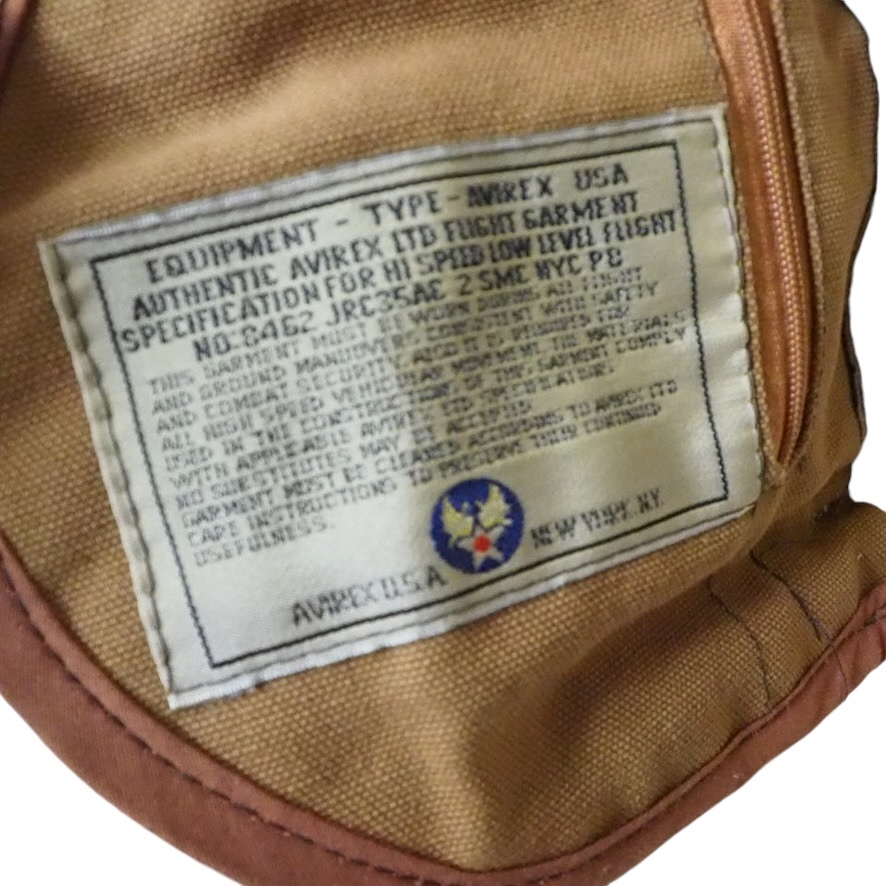 EQUIPMENT - TYPE - AVIREX USA
AUTHENTIC AVIREX LTD FLIGHT GARMENT
SPECIFICATION FOR HI SPEED LOW LEVEL FLIGHT
NO. 8462 JRC35AE 2 SME NYC P8
THIS GARMENT MUST BE WORN DURING ALL FLIGHT
AND GROUND MANUOVERS CONSISTENT WITH SAFETY
AND COMBAT SECURITY ALSO IT IS REQUIRED FOR
ALL HIGH SPEED VEHICULAR MOVEMENT. THE MATERIALS
USED IN THE CONSTRUCTIONS OF THIS GARMENT COMPLY
WITH APPLICABLE AVIREX LTD SPECIFICATIONS
NO SUBSTITUTES MAY BE ACCEPTED.
GARMENT MUST BE CLEANED ACCORDING TO AVIREX LTD
CARE INSTRUCTIONS TO PRESERVE THEIR CONTINUED
USEFULNESS.
AVIREX U.S.A. NEW YORK. N.Y.